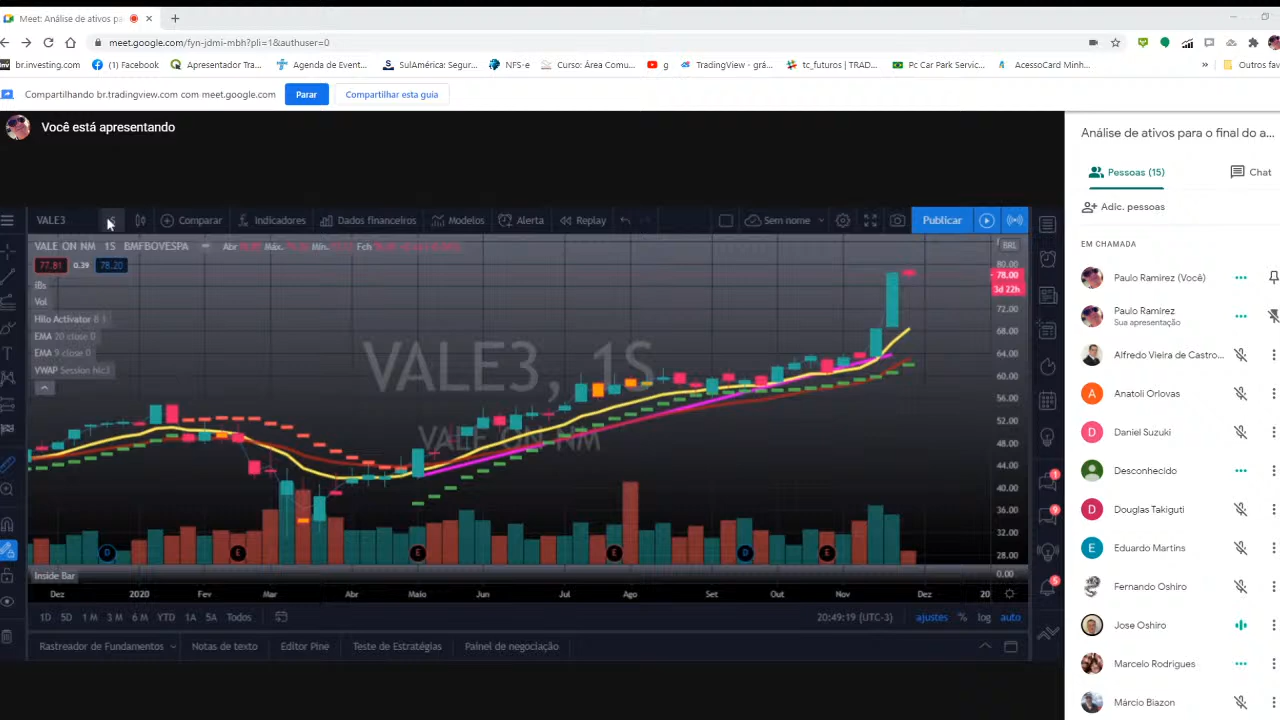 Meet: Análise de ativos pa
meet.google.com/fyn-jdmi-mbh?pli=1&authuser=0
br.investing.com
(1) Facebook
Apresentador Tra...
Agenda de Event...
SulAmérica Segur...
NFS-e
Curso: Área Comu...
g
TradingView – grá...
tc_futuros | TRAD...
Pc Car Park Servic...
AcessoCard Minh...
»
Outros fav
Compartilhando br.tradingview.com com meet.google.com
Parar
Compartilhar esta guia
Você está apresentando
Análise de ativos para o final do a...
Pessoas (15)
Chat
Adic. pessoas
EM CHAMADA
Paulo Ramirez (Você)
Paulo Ramirez
Sua apresentação
Alfredo Vieira de Castro...
A
Anatoli Orlovas
D
Daniel Suzuki
Desconhecido
D
Douglas Takiguti
E
Eduardo Martins
Fernando Oshiro
Jose Oshiro
Marcelo Rodrigues
Márcio Biazon
VALE3
Comparar
Indicadores
Dados financeiros
Modelos
Alerta
Replay
Sem nome
Publicar
VALE ON NM 1S BMFBOVESPA
Abr
Máx.
Mín.
BRL
77.81
0.39
78.20
iBs
Vol
Hilo Activator 8 1
EMA 20 close 0
EMA 9 close 0
VWAP Session hlc3
VALE3, 1S
VALE ON NM
80.00
78.00
3d 22h
72.00
68.00
64.00
60.00
56.00
52.00
48.00
44.00
40.00
36.00
32.00
28.00
0.00
D
E
E
E
D
E
Inside Bar
Dez
2020
Fev
Mar
Abr
Maio
Jun
Jul
Ago
Set
Out
Nov
Dez
20
1D
5D
1 M
3 M
6 M
YTD
1A
5A
Todos
20:49:19 (UTC-3)
ajustes
%
log
auto
Rastreador de Fundamentos
Notas de texto
Editor Pine
Teste de Estratégias
Painel de negociação
1
9
5